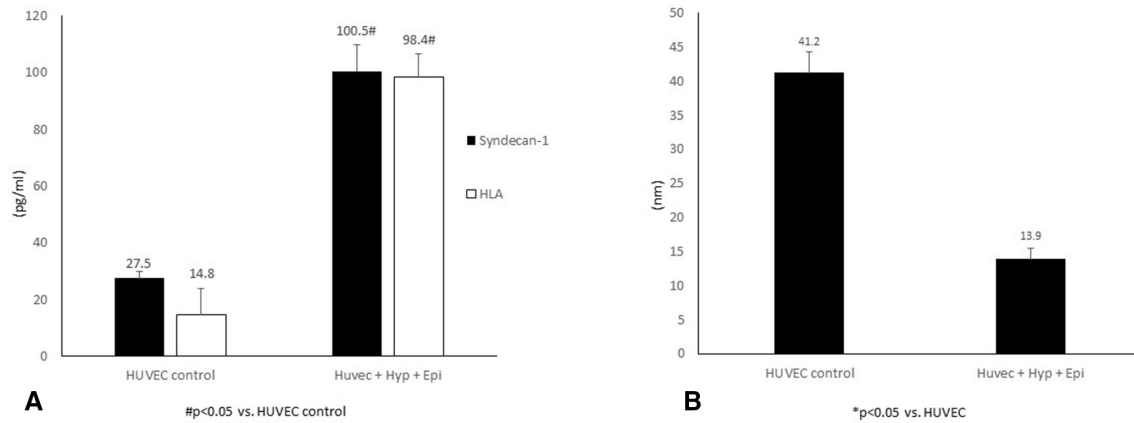 120
100
80
60
40
20
0
(pg/ml)
100.5#
98.4#
27.5
14.8
Syndecan-1
HLA
HUVEC control
Huvec + Hyp + Epi
A
#p<0.05 vs. HUVEC control
50
45
40
35
30
25
20
15
10
5
0
(nm)
41.2
13.9
HUVEC control
Huvec + Hyp + Epi
B
*p<0.05 vs. HUVEC